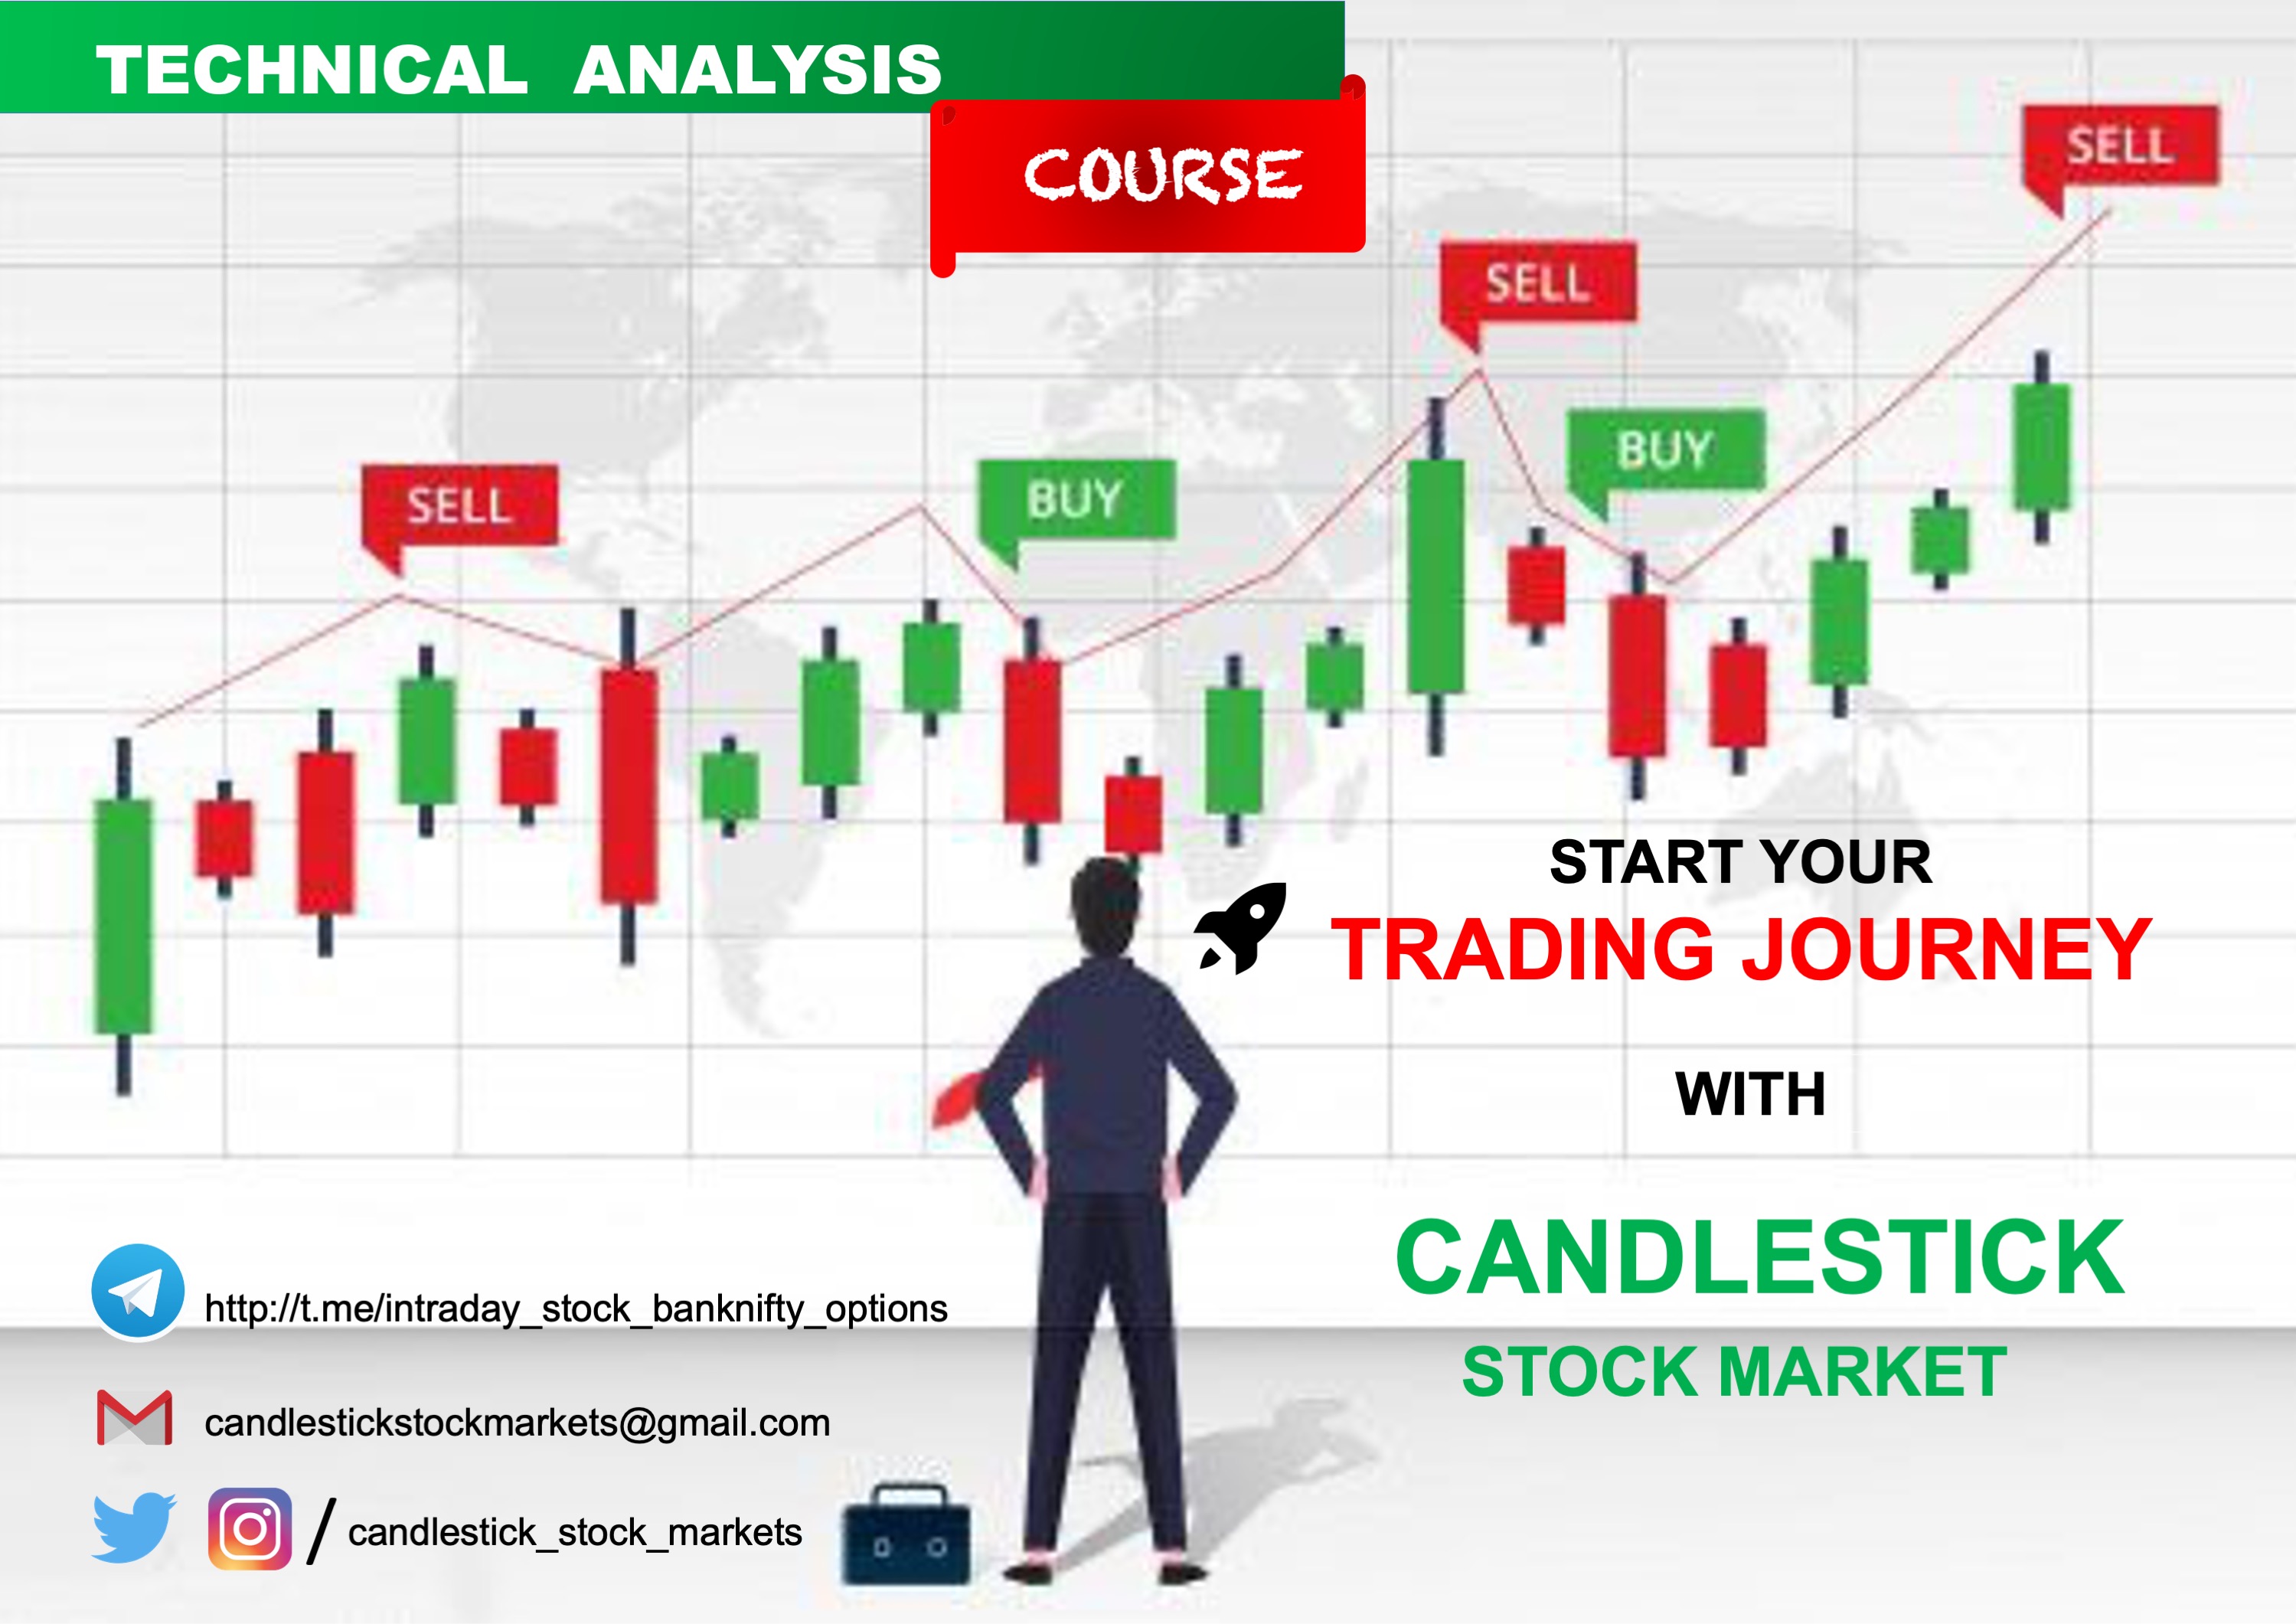 TECHNICAL ANALYSIS
COURSE
SELL
SELL
BUY
SELL
BUY
START YOUR
TRADING JOURNEY
WITH
CANDLESTICK
STOCK MARKET
http://t.me/intraday_stock_banknifty_options
candlestickstockmarkets@gmail.com
/ candlestick_stock_markets